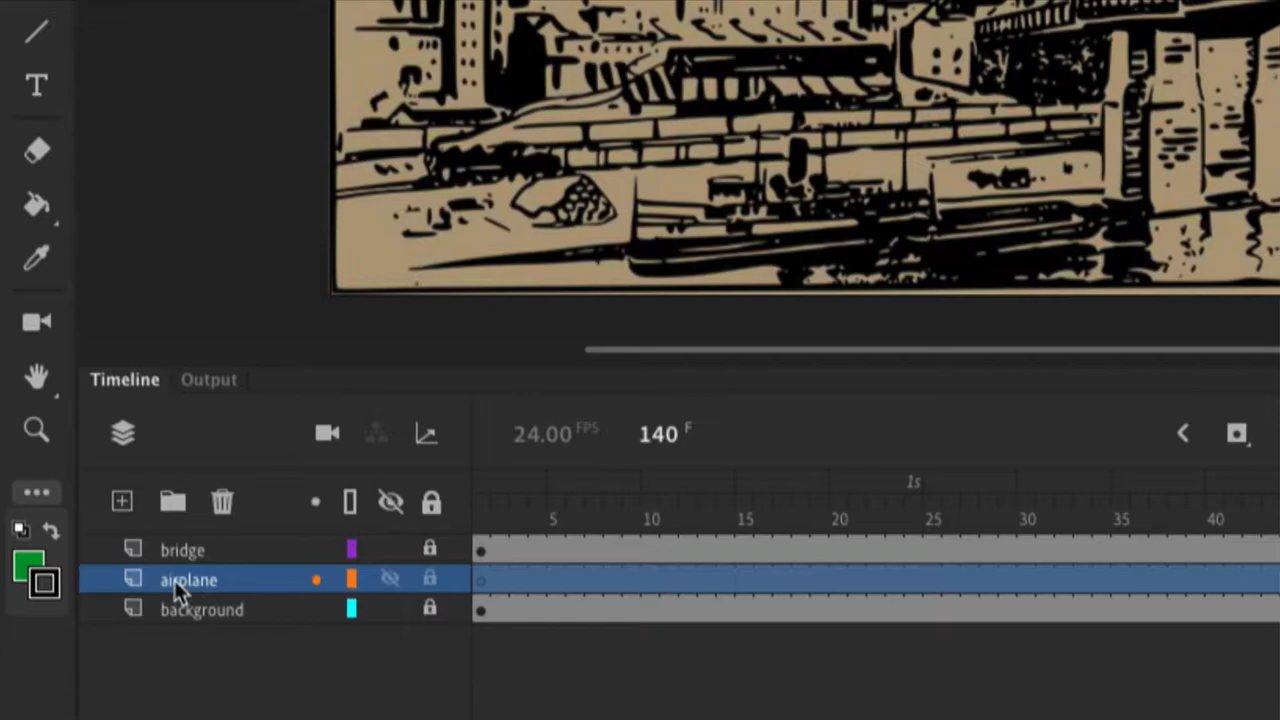 T
Timeline Output
24.00 FPS 140 F
1s
5 10 15 20 25 30 35 40
bridge
airplane
background